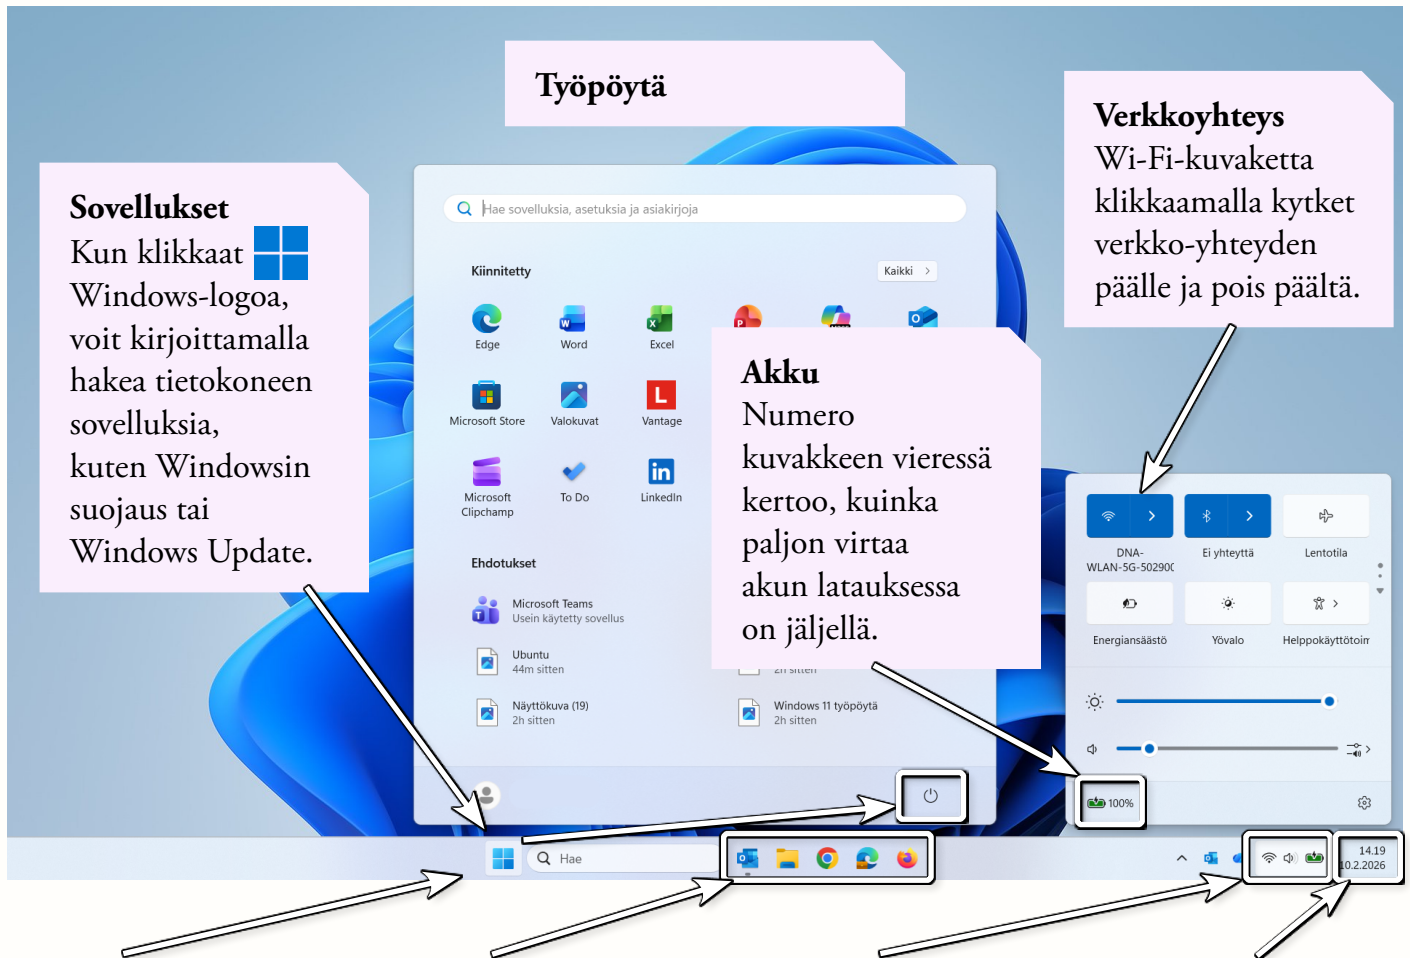 Työpöytä
Verkkoyhteys
Wi-Fi-kuvaketta
klikkaamalla kytket
verkko-yhteyden
päälle ja pois päältä.
Sovellukset
Kun klikkaat
Windows-logoa,
voit kirjoittamalla
hakea tietokoneen
sovelluksia,
kuten Windowsin
suojaus tai
Windows Update.
Hae sovelluksia, asetuksia ja asiakirjoja
Kiinnitetty
Kaikki >
Edge
Word
Excel
Microsoft Store
Valokuvat
Vantage
Microsoft
Clipchamp
To Do
LinkedIn
Akku
Numero
kuvakkeen vieressä
kertoo, kuinka
paljon virtaa
akun latauksessa
on jäljellä.
Ehdotukset
Microsoft Teams
Usein käytetty sovellus
Ubuntu
44m sitten
2h sitten
Näyttökuva (19)
2h sitten
Windows 11 työpöytä
2h sitten
DNA-
WLAN-5G-502900
Ei yhteyttä
Lentotila
Energiansäästö
Yövalo
Helppokäyttötoim
100%
Hae
14.19
10.2.2026